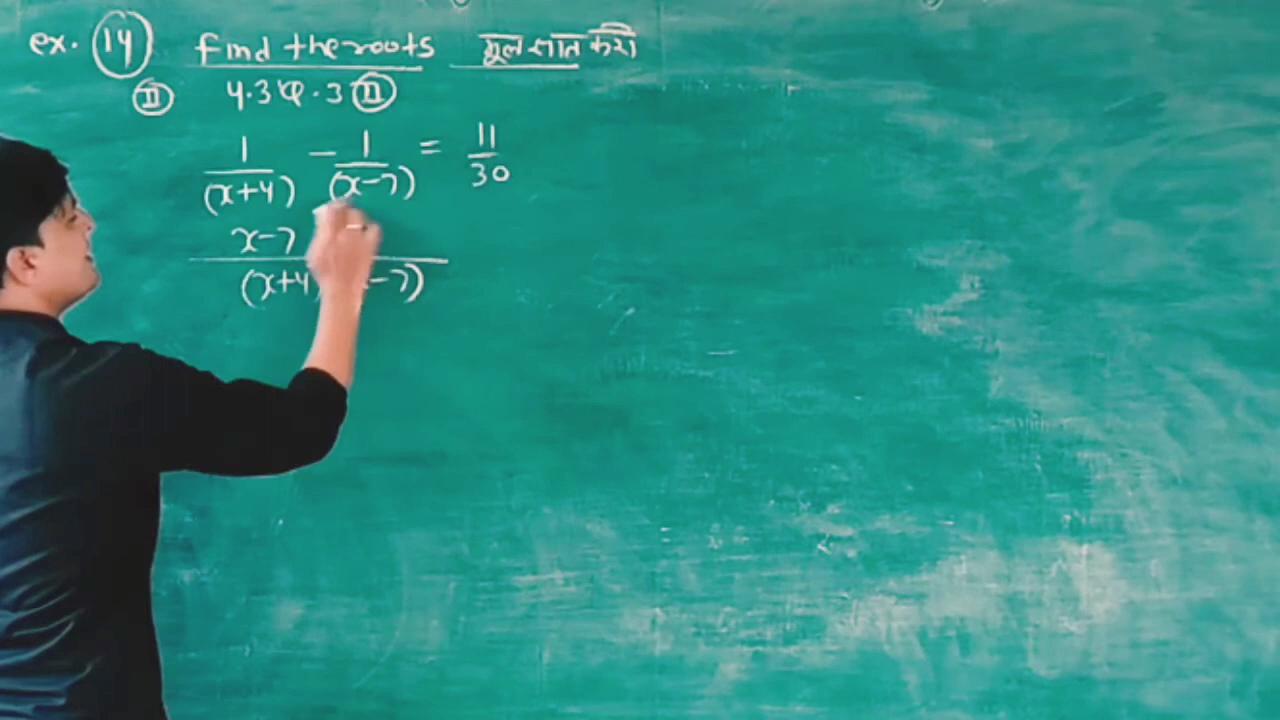 ex. 14 find the roots मूल ज्ञात करो
II 4.3 प्र. 3 II
1/(x+4) - 1/(x-7) = 11/30
x-7 -
(x+4) -7)